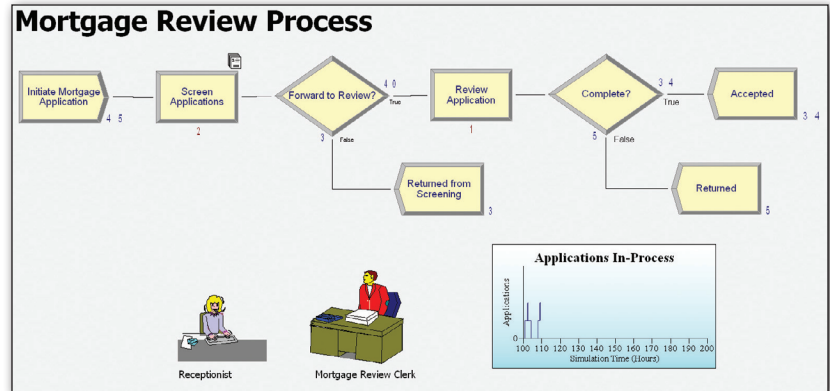 Mortgage Review Process
Initiate Mortgage
Application
4 5
Screen
Applications
2
Forward to Review?
4 0
True
3
False
Review
Application
1
Complete?
3 4
True
5
False
Accepted
3 4
Returned from
Screening
3
Returned
5
Applications In-Process
Applications
0
100 110 120 130 140 150 160 170 180 190 200
Simulation Time (Hours)
Receptionist
Mortgage Review Clerk